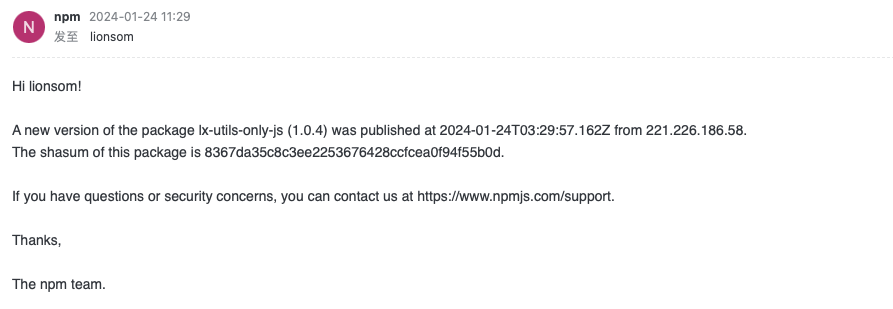 N
npm 2024-01-24 11:29
发至 lionsom
Hi lionsom!
A new version of the package lx-utils-only-js (1.0.4) was published at 2024-01-24T03:29:57.162Z from 221.226.186.58.
The shasum of this package is 8367da35c8c3ee2253676428ccfcea0f94f55b0d.
If you have questions or security concerns, you can contact us at https://www.npmjs.com/support.
Thanks,
The npm team.